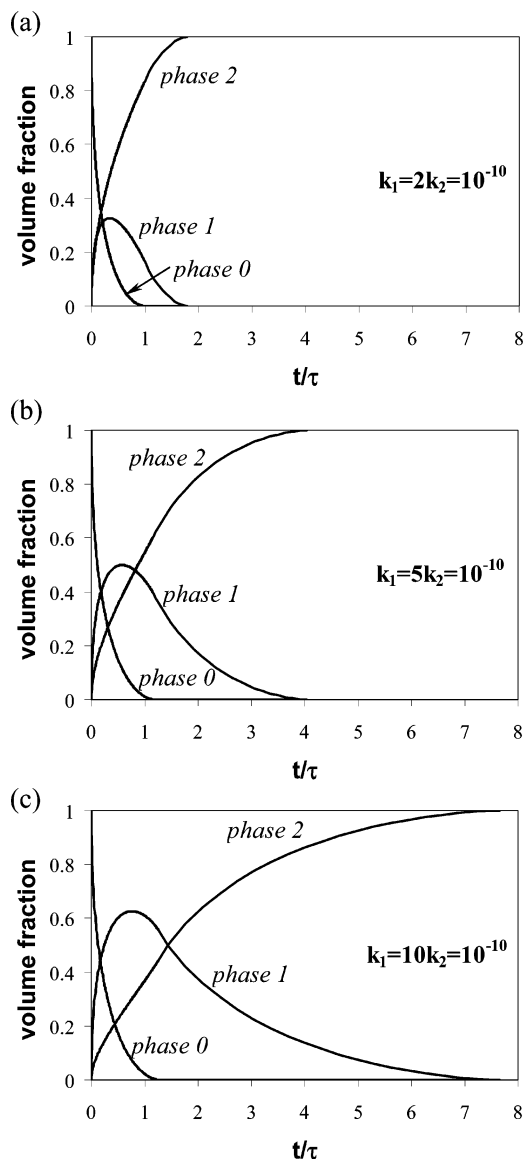 (a)
1
0.8
0.6
0.4
0.2
0
volume fraction
phase 2
k₁=2k₂=10⁻¹⁰
phase 1
phase 0
0 1 2 3 4 5 6 7 8
t/τ
(b)
1
0.8
0.6
0.4
0.2
0
volume fraction
phase 2
k₁=5k₂=10⁻¹⁰
phase 1
phase 0
0 1 2 3 4 5 6 7 8
t/τ
(c)
1
0.8
0.6
0.4
0.2
0
volume fraction
phase 2
k₁=10k₂=10⁻¹⁰
phase 1
phase 0
0 1 2 3 4 5 6 7 8
t/τ